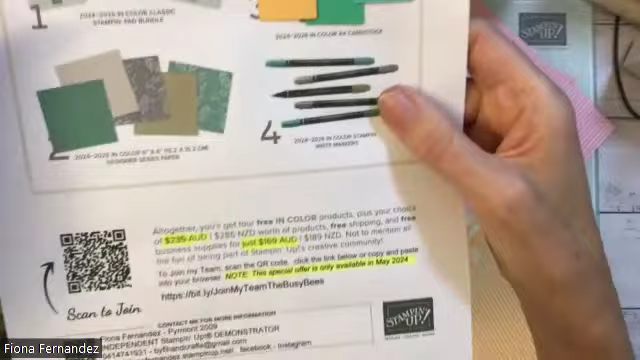 1
2024-2026 IN COLOR CLASSIC
STAMPIN' PAD BUNDLE
3
2024-2026 IN COLOR A4 CARDSTOCK
2
2024-2026 IN COLOR 6" X 6" (15.2 X 15.2 CM)
DESIGNER SERIES PAPER
4
2024-2026 IN COLOR STAMPIN'
WRITE MARKERS
Altogether, you'll get four free IN COLOR products, plus your choice
of $235 AUD | $285 NZD worth of products, free shipping, and free
business supplies for just $169 AUD | $189 NZD. Not to mention all
the fun of being part of Stampin' Up!'s creative community!
To join my Team, scan the QR code, click the link below or copy and paste
into your browser. NOTE: This special offer is only available in May 2024
https://bit.ly/JoinMyTeamTheBusyBees
Scan to Join
CONTACT ME FOR MORE INFORMATION
Fiona Fernandez - Pyrmont 2009
INDEPENDENT Stampin' Up!® DEMONSTRATOR
facebook - Instagram
STAMPIN' UP!
STAMPIN' UP!
Fiona Fernandez